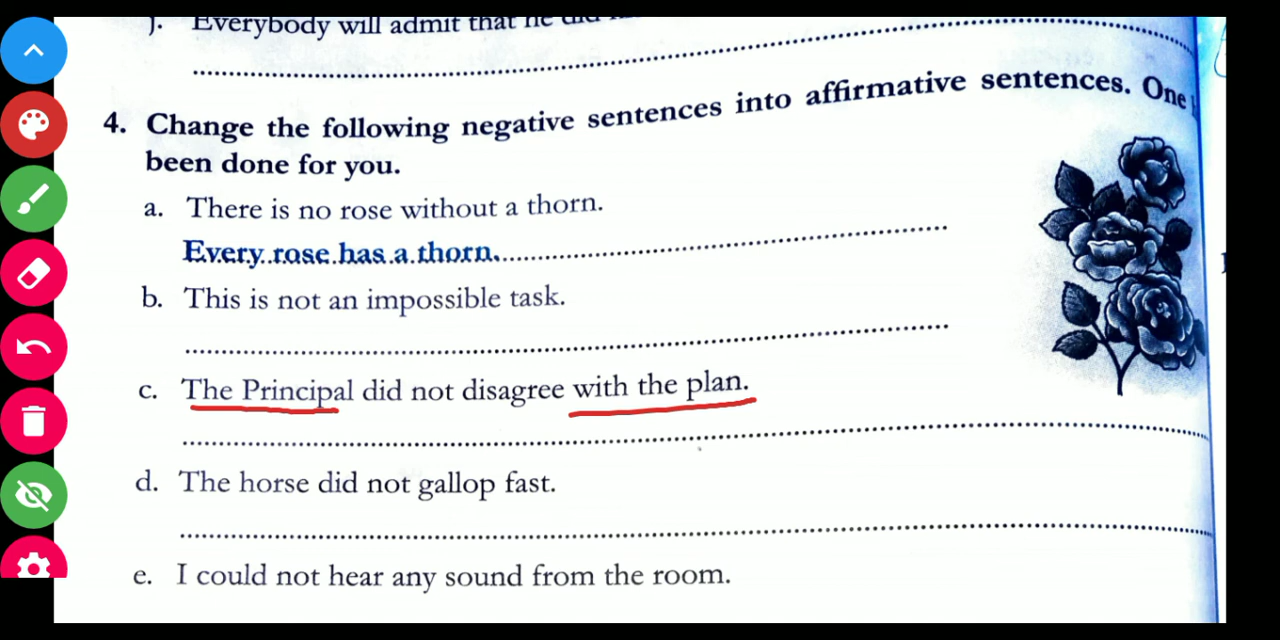 j. Everybody will admit that he did
4. Change the following negative sentences into affirmative sentences. One
been done for you.
a. There is no rose without a thorn.
Every rose has a thorn.
b. This is not an impossible task.
c. The Principal did not disagree with the plan.
d. The horse did not gallop fast.
e. I could not hear any sound from the room.